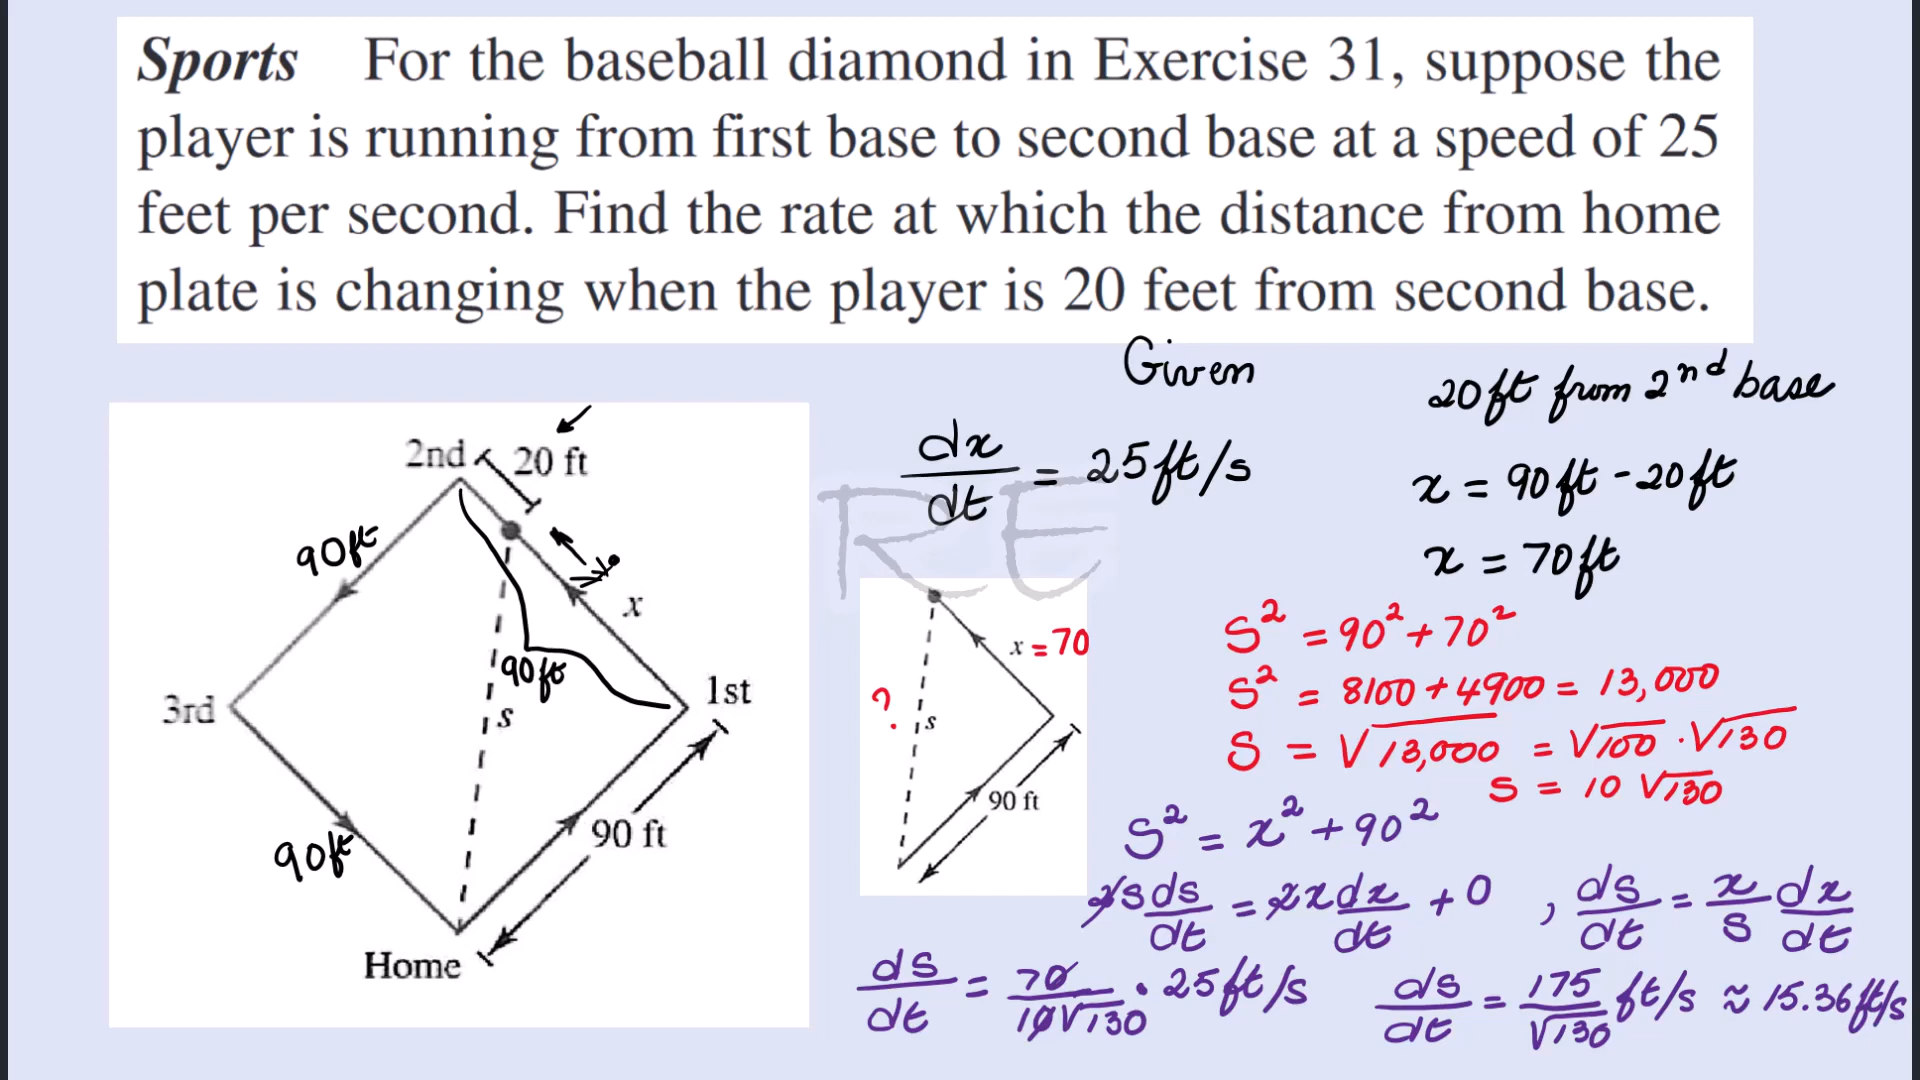 Sports For the baseball diamond in Exercise 31, suppose the
player is running from first base to second base at a speed of 25
feet per second. Find the rate at which the distance from home
plate is changing when the player is 20 feet from second base.
Given
dx/dt = 25ft/s
20ft from 2nd base
x = 90ft - 20ft
x = 70ft
2nd
20 ft
90ft
x
90ft
3rd
s
1st
90ft
90 ft
Home
RE
x = 70
?
s
90 ft
S² = 90² + 70²
S² = 8100 + 4900 = 13,000
S = √13,000 = √100 · √130
S = 10 √130
S² = x² + 90²
2s ds/dt = 2x dx/dt + 0 , ds/dt = x/s dx/dt
ds/dt = 70/10√130 · 25ft/s ds/dt = 175/√130 ft/s ≈ 15.36ft/s